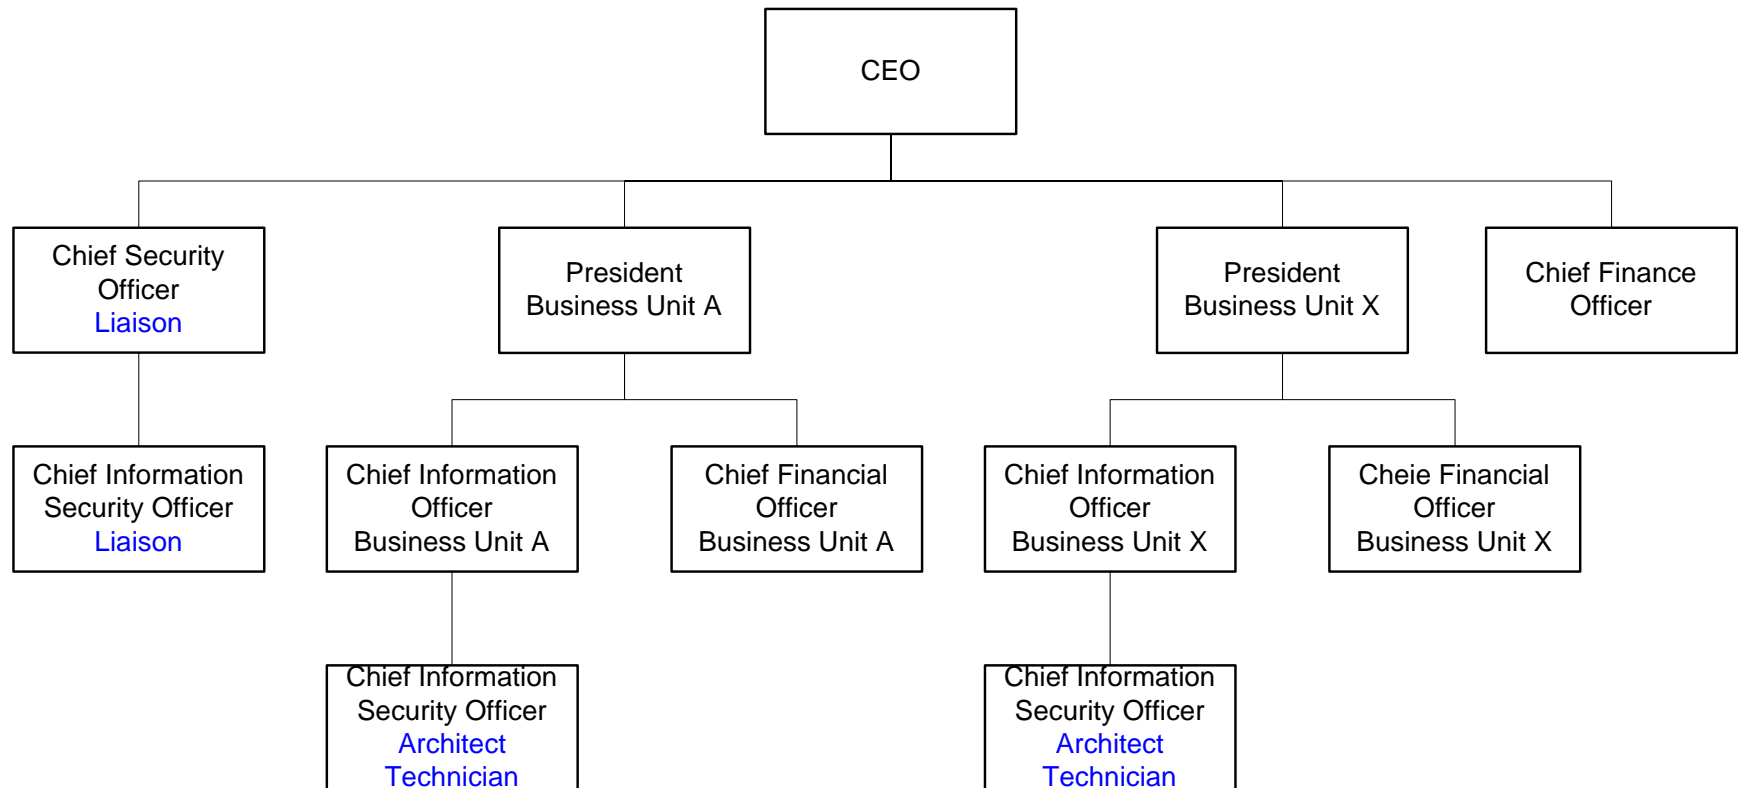 CEO
Chief Security
Officer
Liaison
President
Business Unit A
President
Business Unit X
Chief Finance
Officer
Chief Information
Security Officer
Liaison
Chief Information
Officer
Business Unit A
Chief Financial
Officer
Business Unit A
Chief Information
Officer
Business Unit X
Cheie Financial
Officer
Business Unit X
Chief Information
Security Officer
Architect
Technician
Chief Information
Security Officer
Architect
Technician